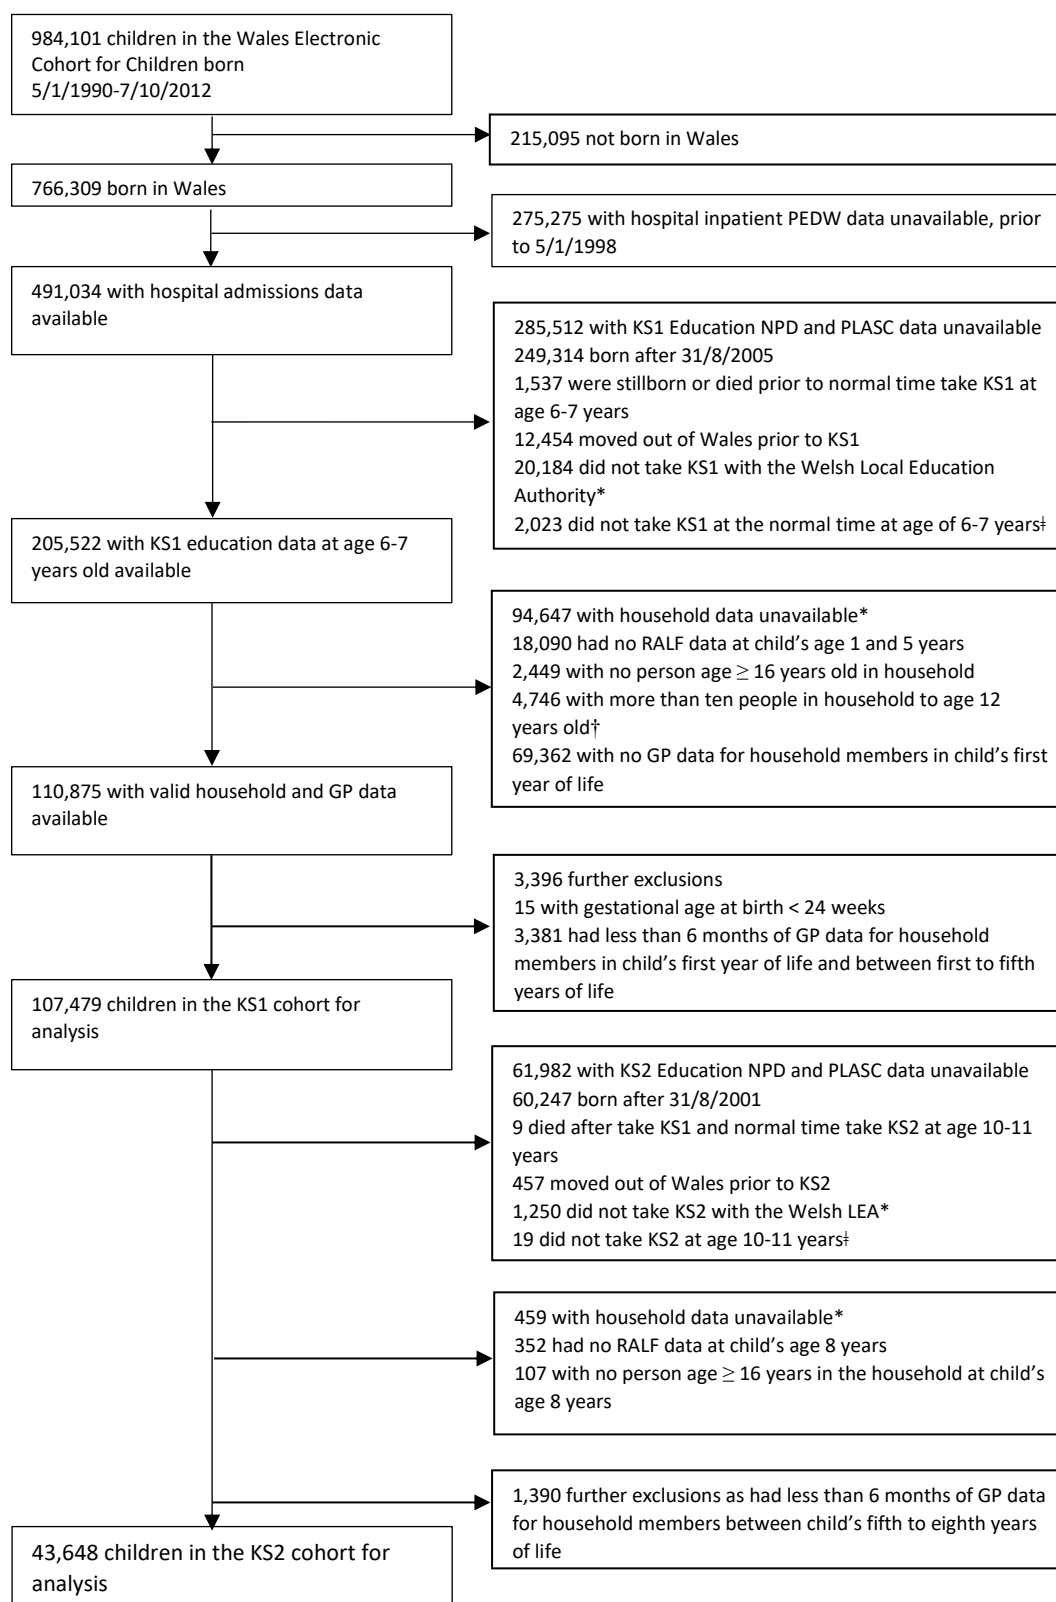 984,101 children in the Wales Electronic
Cohort for Children born
5/1/1990-7/10/2012
215,095 not born in Wales
766,309 born in Wales
275,275 with hospital inpatient PEDW data unavailable, prior
to 5/1/1998
491,034 with hospital admissions data
available
285,512 with KS1 Education NPD and PLASC data unavailable
249,314 born after 31/8/2005
1,537 were stillborn or died prior to normal time take KS1 at
age 6-7 years
12,454 moved out of Wales prior to KS1
20,184 did not take KS1 with the Welsh Local Education
Authority*
2,023 did not take KS1 at the normal time at age of 6-7 years‡
205,522 with KS1 education data at age 6-7
years old available
94,647 with household data unavailable*
18,090 had no RALF data at child's age 1 and 5 years
2,449 with no person age ≥ 16 years old in household
4,746 with more than ten people in household to age 12
years old†
69,362 with no GP data for household members in child's first
year of life
110,875 with valid household and GP data
available
3,396 further exclusions
15 with gestational age at birth < 24 weeks
3,381 had less than 6 months of GP data for household
members in child's first year of life and between first to fifth
years of life
107,479 children in the KS1 cohort for
analysis
61,982 with KS2 Education NPD and PLASC data unavailable
60,247 born after 31/8/2001
9 died after take KS1 and normal time take KS2 at age 10-11
years
457 moved out of Wales prior to KS2
1,250 did not take KS2 with the Welsh LEA*
19 did not take KS2 at age 10-11 years‡
459 with household data unavailable*
352 had no RALF data at child's age 8 years
107 with no person age ≥ 16 years in the household at child's
age 8 years
1,390 further exclusions as had less than 6 months of GP data
for household members between child's fifth to eighth years
of life
43,648 children in the KS2 cohort for
analysis